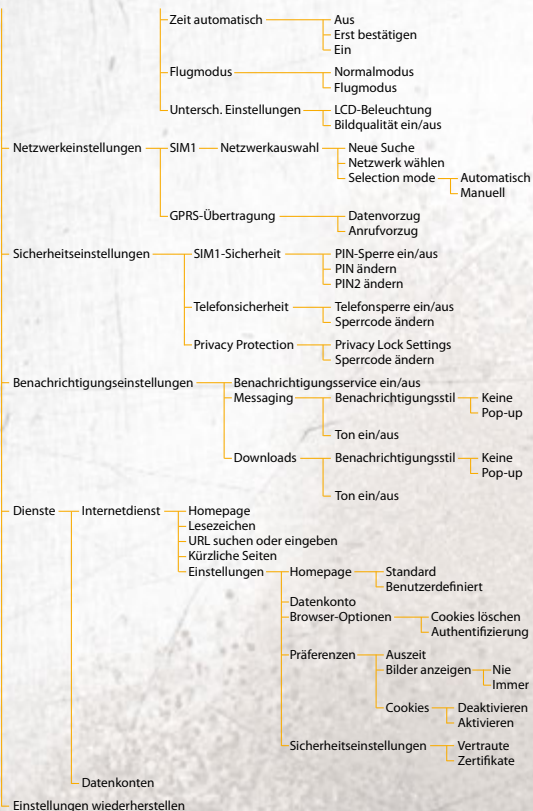 Zeit automatisch Aus
Erst bestätigen
Ein
Flugmodus Normalmodus
Flugmodus
Untersch. Einstellungen LCD-Beleuchtung
Bildqualität ein/aus
Netzwerkeinstellungen SIM1 Netzwerkauswahl Neue Suche
Netzwerk wählen
Selection mode Automatisch
Manuell
GPRS-Übertragung Datenvorzug
Anrufvorzug
Sicherheitseinstellungen SIM1-Sicherheit PIN-Sperre ein/aus
PIN ändern
PIN2 ändern
Telefonsicherheit Telefonsperre ein/aus
Sperrcode ändern
Privacy Protection Privacy Lock Settings
Sperrcode ändern
Benachrichtigungseinstellungen Benachrichtigungsservice ein/aus
Messaging Benachrichtigungsstil Keine
Pop-up
Ton ein/aus
Downloads Benachrichtigungsstil Keine
Pop-up
Ton ein/aus
Dienste Internetdienst Homepage
Lesezeichen
URL suchen oder eingeben
Kürzliche Seiten
Einstellungen Homepage Standard
Benutzerdefiniert
Datenkonto
Browser-Optionen Cookies löschen
Authentifizierung
Präferenzen Auszeit
Bilder anzeigen Nie
Immer
Cookies Deaktivieren
Aktivieren
Sicherheitseinstellungen Vertraute
Zertifikate
Datenkonten
Einstellungen wiederherstellen